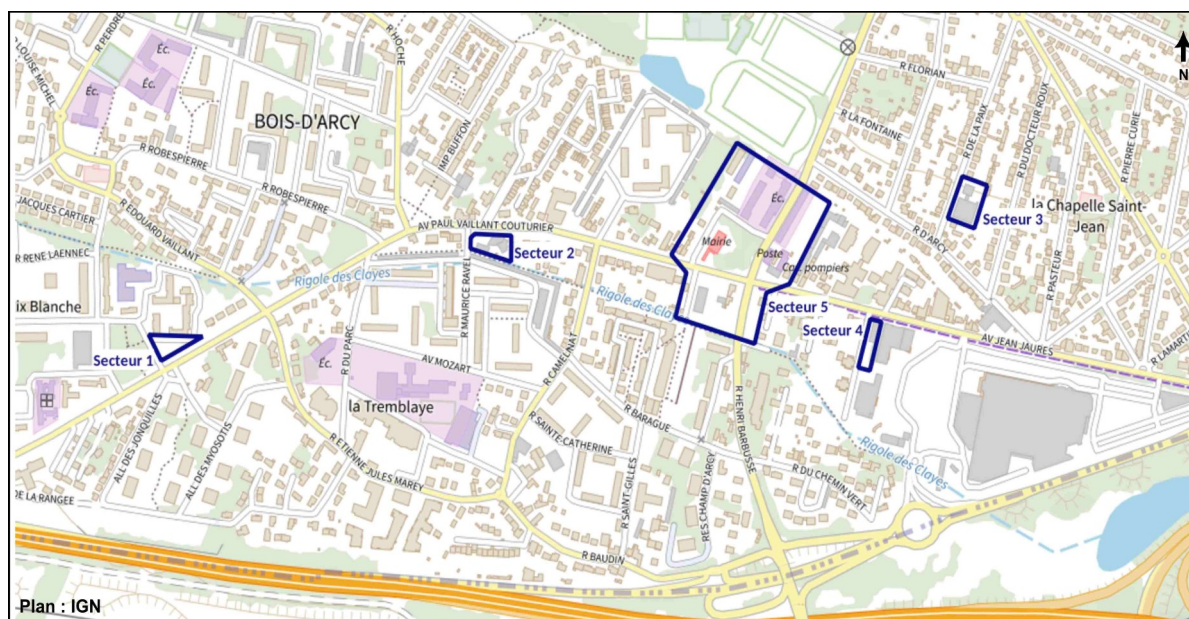 R PERDRE
R LOUISE MICHEL
Éc.
Éc.
R HOCHE
BOIS-D'ARCY
IMP. BUFFON
R ROBESPIERRE
R ROBESPIERRE
JACQUES CARTIER
R EDOUARD VAILLANT
AV PAUL VAILLANT COUTURIER
R RENE LAENNEC
Rigole des Clayes
ix Blanche
Secteur 1
Secteur 2
R MAURICE RAVEL
R DU PARC
AV MOZART
Éc.
la Tremblaye
R CAMELINAT
R BARAGUE
R SAINTE-CATHERINE
R SAINT-GILLES
RES CHAMP D'ARCY
R ETIENNE JULES MAREY
ALL DES JONQUILLES
ALL DES MYOSOTIS
DE LA RANGEE
R BAUDIN
Éc.
Mairie
Poste
Cas. pompiers
Rigole des Cla
Secteur 5
R HENRI BARBUSSE
R DU CHEMIN VERT
Rigole des Clayes
Secteur 4
AV JEAN JAURES
R FLORIAN
R LA FONTAINE
R DE LA PAIX
R DU DOCTEUR ROUX
R PIERRE CURIE
Secteur 3
la Chapelle Saint-
Jean
R D'ARCY
R PASTEUR
R LAMARTI
N
Plan : IGN